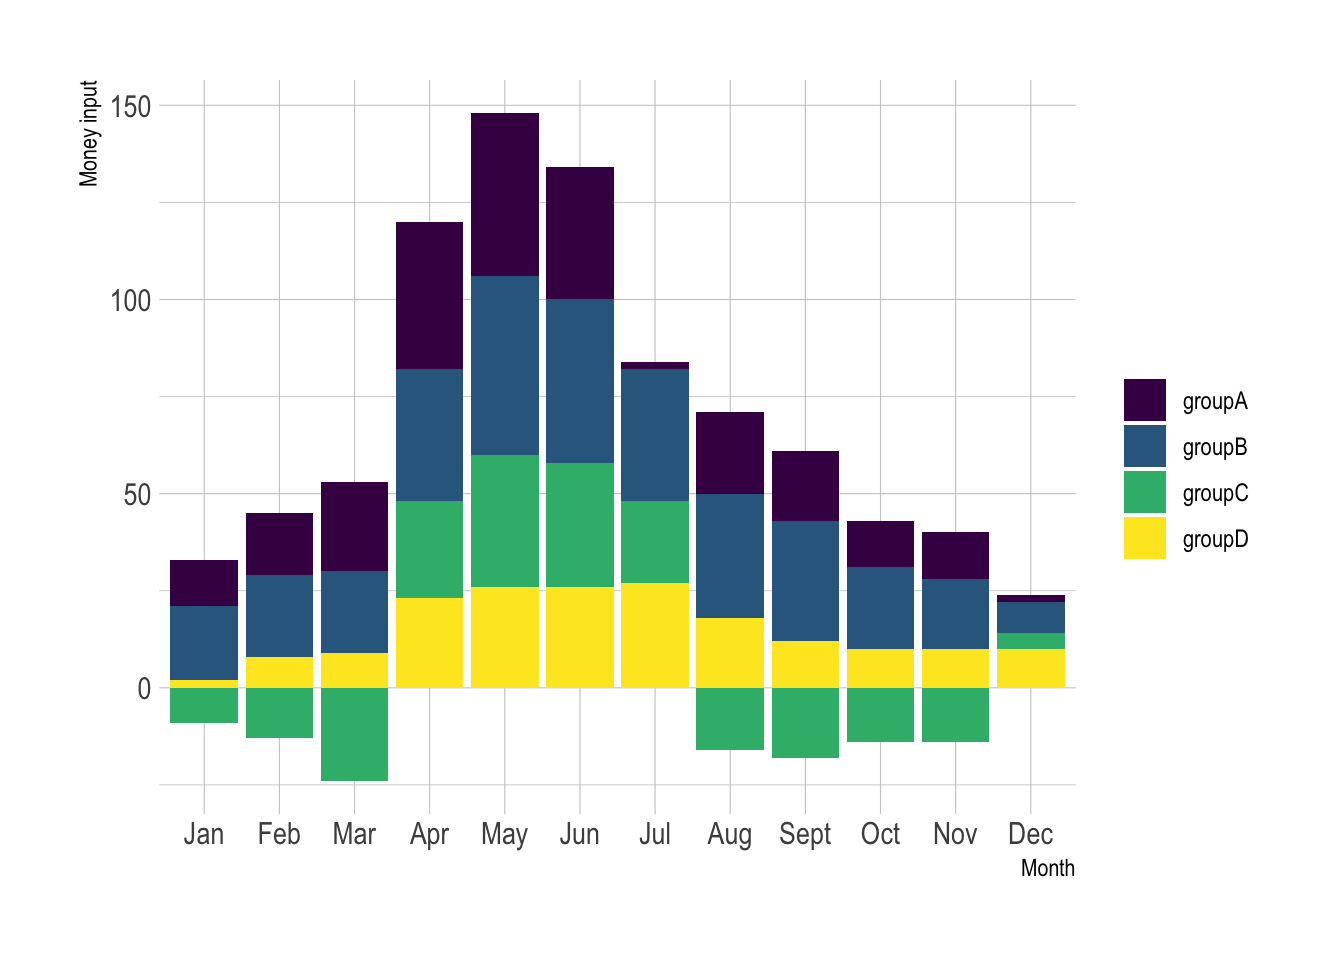 Money input
150
100
50
0
Jan Feb Mar Apr May Jun Jul Aug Sept Oct Nov Dec
Month
groupA
groupB
groupC
groupD